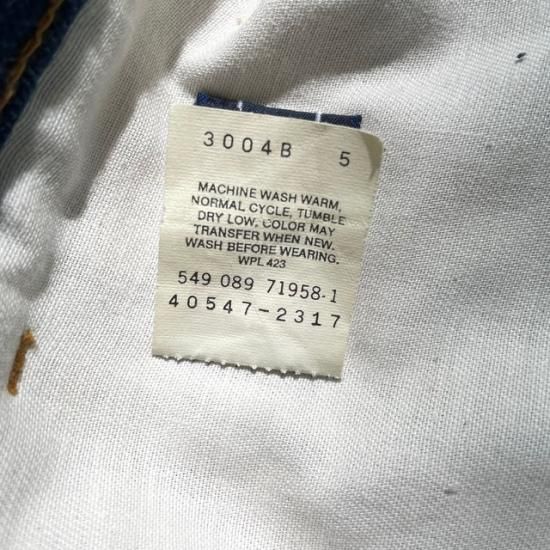 3004B 5
MACHINE WASH WARM,
NORMAL CYCLE, TUMBLE
DRY LOW, COLOR MAY
TRANSFER WHEN NEW.
WASH BEFORE WEARING.
WPL 423
549 089 71958-1
40547-2317